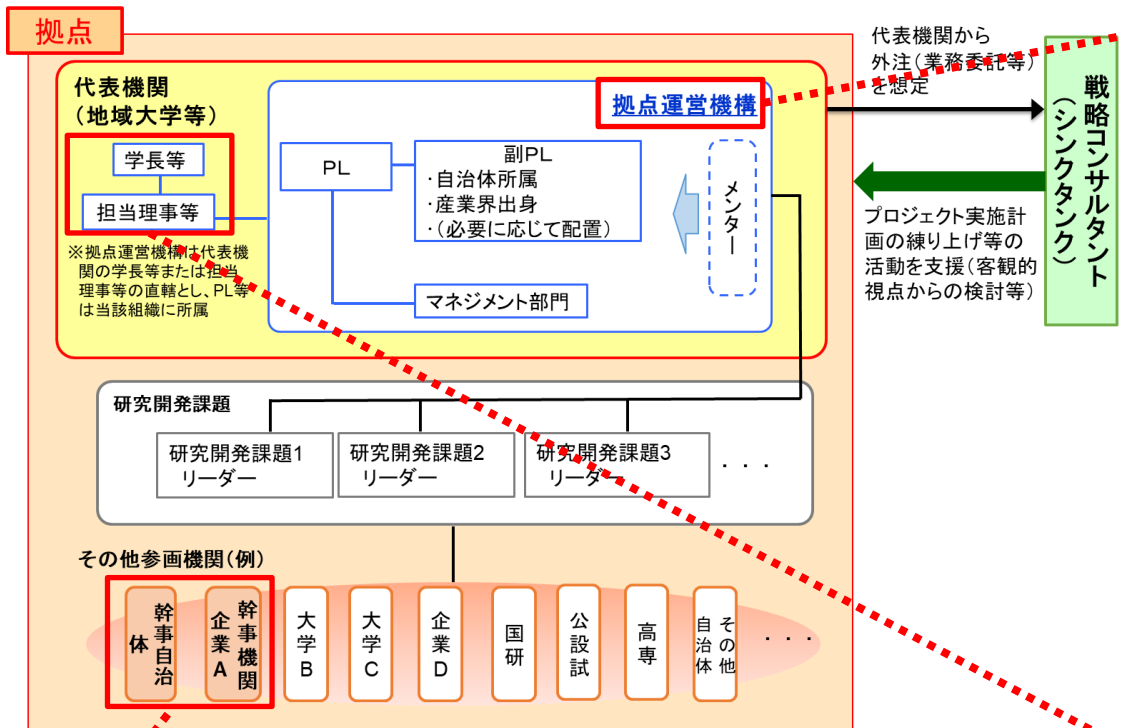 拠点
代表機関
（地域大学等）
学長等
担当理事等
※拠点運営機構は代表機
関の学長等または担当
理事等の直轄とし、PL等
は当該組織に所属
拠点運営機構
PL
副PL
・自治体所属
・産業界出身
・（必要に応じて配置）
メンター
マネジメント部門
代表機関から
外注（業務委託等）
を想定
プロジェクト実施計
画の練り上げ等の
活動を支援（客観的
視点からの検討等）
戦略コンサルタント
（シンクタンク）
研究開発課題
研究開発課題1
リーダー
研究開発課題2
リーダー
研究開発課題3
リーダー
・・・
その他参画機関（例）
幹事自治
体
幹事機関
企業A
大学B
大学C
企業D
国研
公設試
高専
その他
自治体
・・・